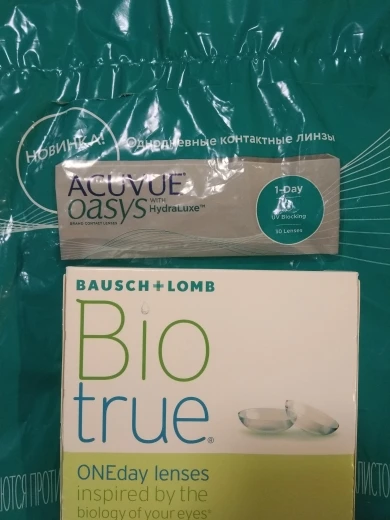 НОВИНКА!
Однодневные контактные линзы
ACUVUE®
oasys WITH HydraLuxe™
BRAND CONTACT LENSES
1-Day
UV Blocking
30 Lenses
BAUSCH+LOMB
Bio
true®
ONEday lenses
inspired by the
biology of your eyes®